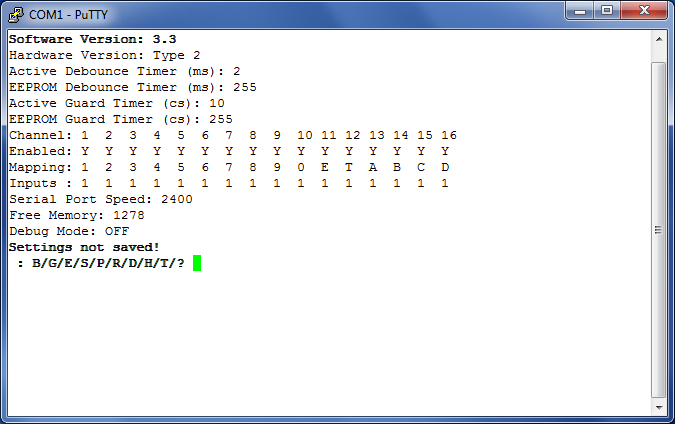 COM1 - PuTTY
Software Version: 3.3
Hardware Version: Type 2
Active Debounce Timer (ms): 2
EEPROM Debounce Timer (ms): 255
Active Guard Timer (cs): 10
EEPROM Guard Timer (cs): 255
Channel: 1  2  3  4  5  6  7  8  9  10 11 12 13 14 15 16
Enabled: Y  Y  Y  Y  Y  Y  Y  Y  Y  Y  Y  Y  Y  Y  Y  Y
Mapping: 1  2  3  4  5  6  7  8  9  0  E  T  A  B  C  D
Inputs : 1  1  1  1  1  1  1  1  1  1  1  1  1  1  1  1
Serial Port Speed: 2400
Free Memory: 1278
Debug Mode: OFF
Settings not saved!
 : B/G/E/S/P/R/D/H/T/?